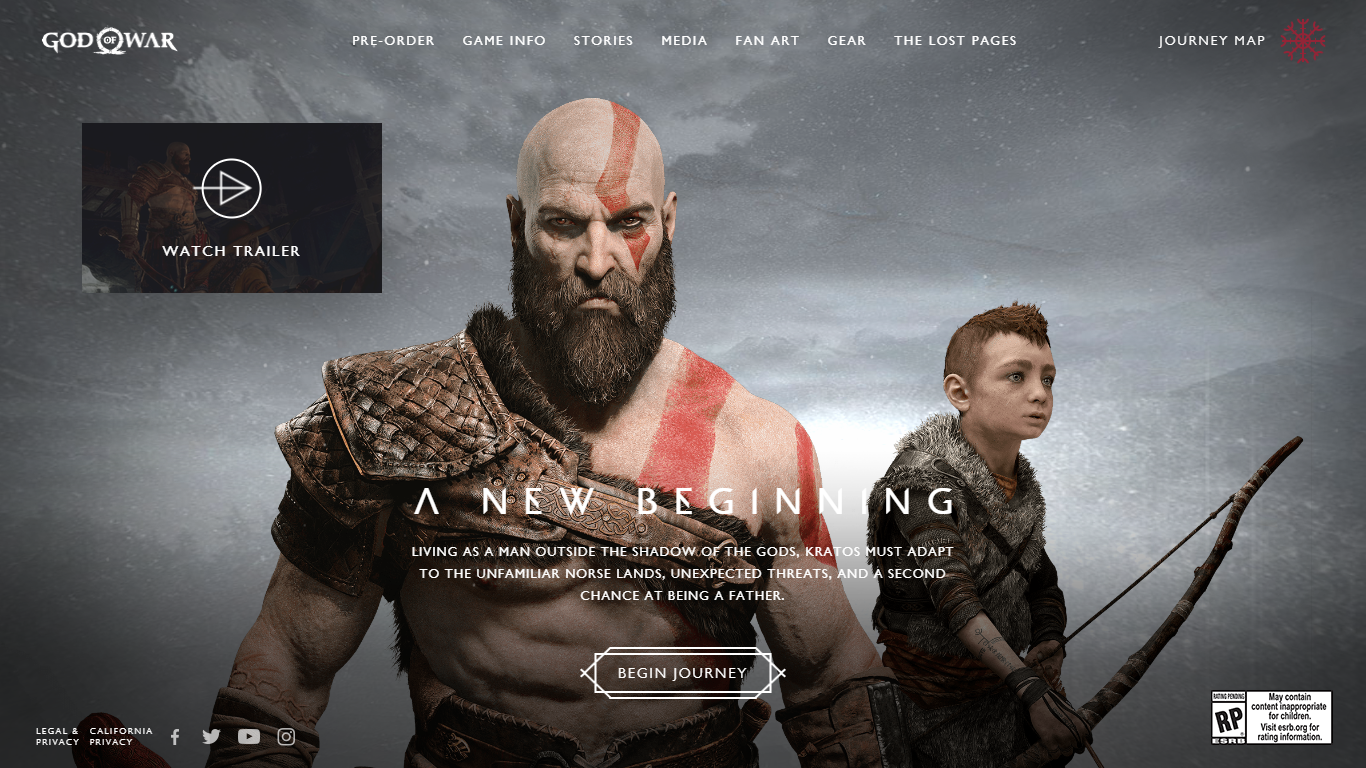 GOD OF WAR
PRE-ORDER
GAME INFO
STORIES
MEDIA
FAN ART
GEAR
THE LOST PAGES
JOURNEY MAP
WATCH TRAILER
A NEW BEGINNING
LIVING AS A MAN OUTSIDE THE SHADOW OF THE GODS, KRATOS MUST ADAPT
TO THE UNFAMILIAR NORSE LANDS, UNEXPECTED THREATS, AND A SECOND
CHANCE AT BEING A FATHER.
BEGIN JOURNEY
LEGAL &
PRIVACY
CALIFORNIA
PRIVACY
RATING PENDING
RP
ESRB
May contain
content inappropriate
for children.
Visit esrb.org for
rating information.